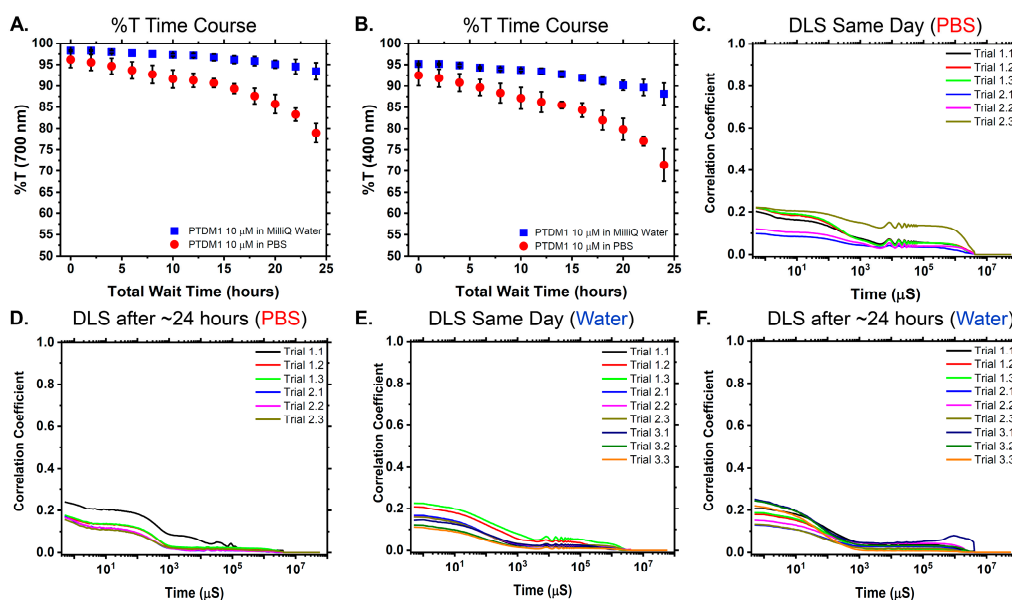 A.
%T Time Course
%T (700 nm)
100
95
90
85
80
75
70
65
60
55
50
PTDM1 10 μM in MilliQ Water
PTDM1 10 μM in PBS
0
5
10
15
20
25
Total Wait Time (hours)
B.
%T Time Course
%T (400 nm)
100
95
90
85
80
75
70
65
60
55
50
PTDM1 10 μM in MilliQ Water
PTDM1 10 μM in PBS
0
5
10
15
20
25
Total Wait Time (hours)
C.
DLS Same Day (PBS)
Correlation Coefficient
1.0
0.8
0.6
0.4
0.2
0.0
Trial 1.1
Trial 1.2
Trial 1.3
Trial 2.1
Trial 2.2
Trial 2.3
10¹
10³
10⁵
10⁷
Time (μS)
D.
DLS after ~24 hours (PBS)
Correlation Coefficient
1.0
0.8
0.6
0.4
0.2
0.0
Trial 1.1
Trial 1.2
Trial 1.3
Trial 2.1
Trial 2.2
Trial 2.3
10¹
10³
10⁵
10⁷
Time (μS)
E.
DLS Same Day (Water)
Correlation Coefficient
1.0
0.8
0.6
0.4
0.2
0.0
Trial 1.1
Trial 1.2
Trial 1.3
Trial 2.1
Trial 2.2
Trial 2.3
Trial 3.1
Trial 3.2
Trial 3.3
10¹
10³
10⁵
10⁷
Time (μS)
F.
DLS after ~24 hours (Water)
Correlation Coefficient
1.0
0.8
0.6
0.4
0.2
0.0
Trial 1.1
Trial 1.2
Trial 1.3
Trial 2.1
Trial 2.2
Trial 2.3
Trial 3.1
Trial 3.2
Trial 3.3
10¹
10³
10⁵
10⁷
Time (μS)